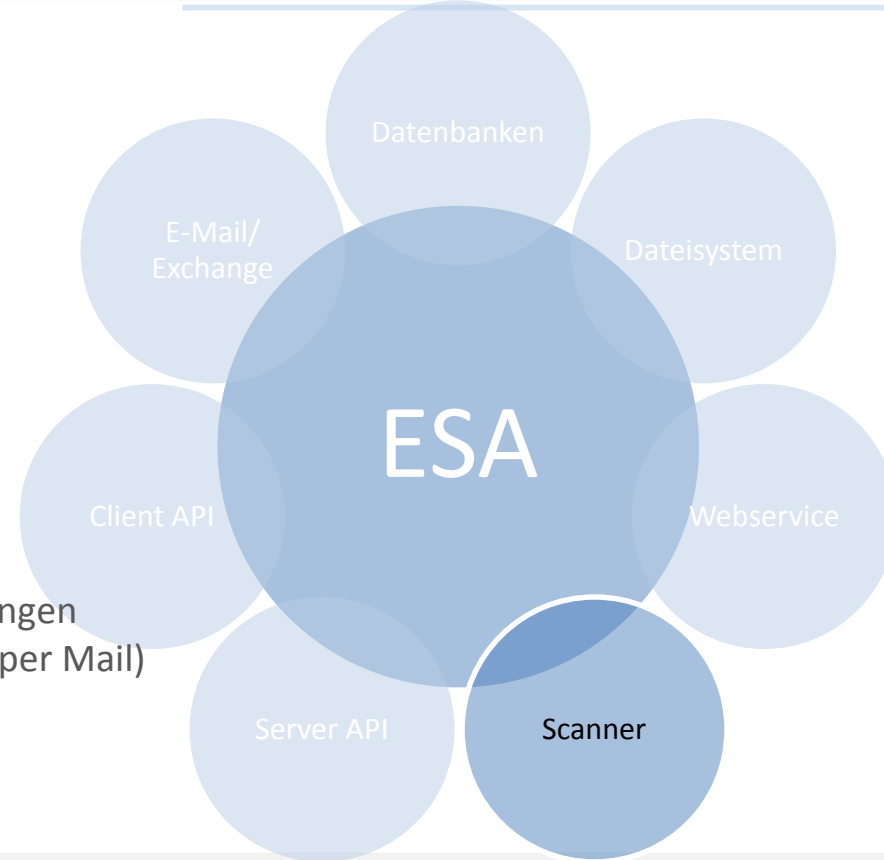 Datenbanken
E-Mail/
Exchange
Dateisystem
ESA
Client API
Webservice
ngen
per Mail)
Server API
Scanner